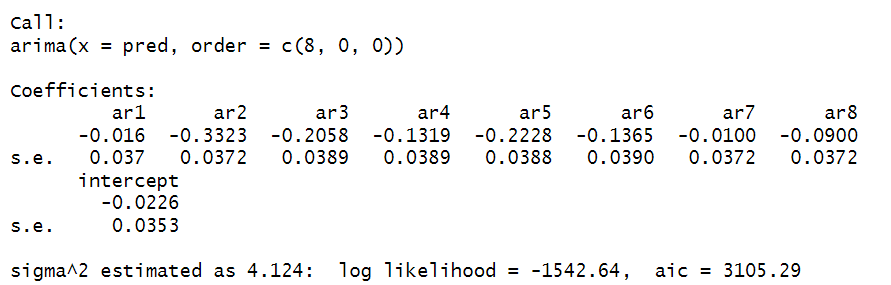 Call:
arima(x = pred, order = c(8, 0, 0))
Coefficients:
ar1 ar2 ar3 ar4 ar5 ar6 ar7 ar8
-0.016 -0.3323 -0.2058 -0.1319 -0.2228 -0.1365 -0.0100 -0.0900
s.e. 0.037 0.0372 0.0389 0.0389 0.0388 0.0390 0.0372 0.0372
intercept
-0.0226
s.e. 0.0353
sigma^2 estimated as 4.124: log likelihood = -1542.64, aic = 3105.29